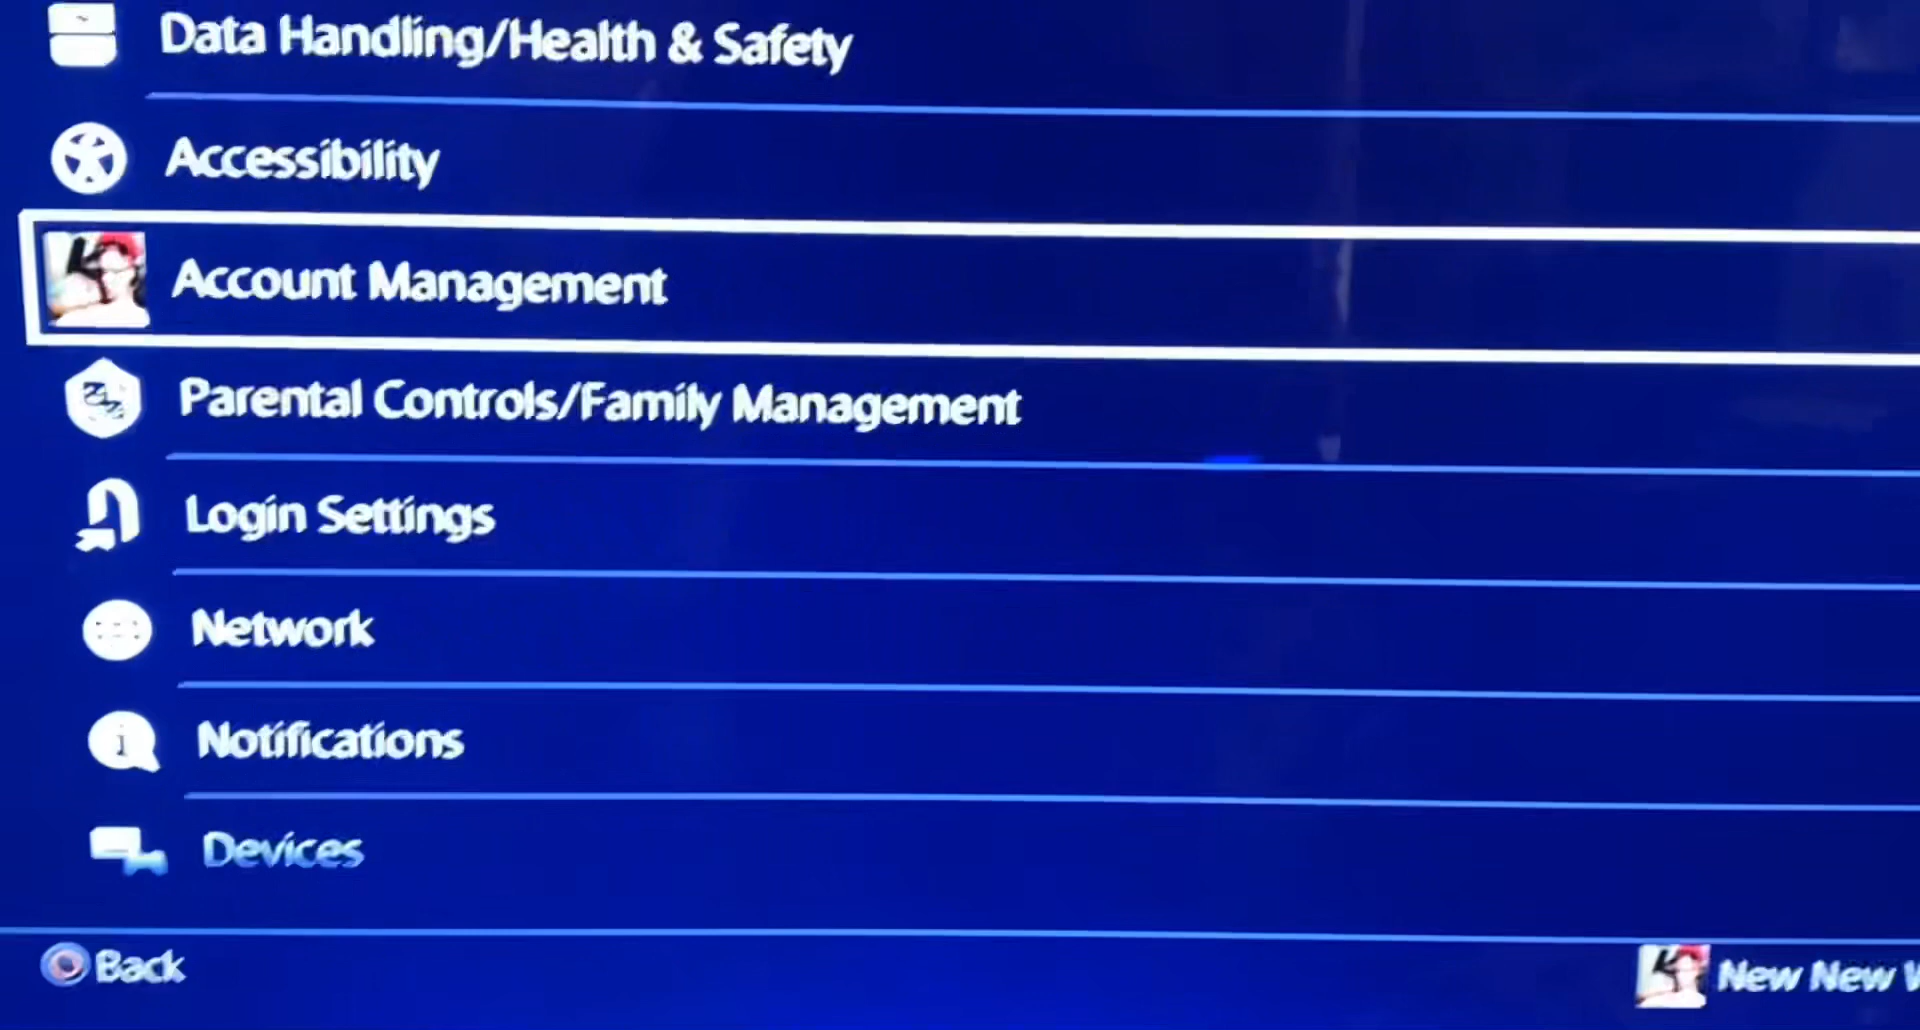 Data Handling/Health & Safety
Accessibility
Account Management
Parental Controls/Family Management
Login Settings
Network
Notifications
Devices
Back
New New